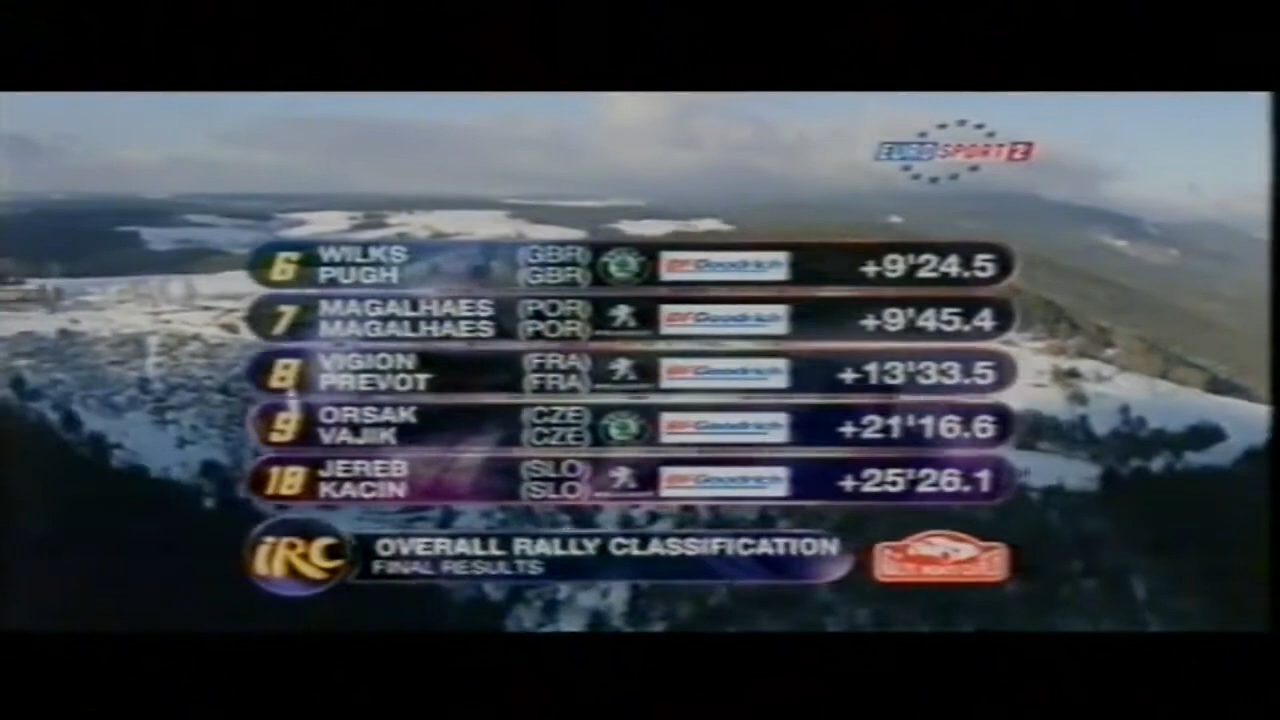 EUROSPORT 2
6 WILKS (GBR) BFGoodrich +9'24.5
PUGH (GBR)
7 MAGALHAES (POR) BFGoodrich +9'45.4
MAGALHAES (POR)
8 VIGION (FRA) BFGoodrich +13'33.5
PREVOT (FRA)
9 ORSAK (CZE) BFGoodrich +21'16.6
VAJIK (CZE)
10 JEREB (SLO) BFGoodrich +25'26.1
KACIN (SLO)
iRC OVERALL RALLY CLASSIFICATION
FINAL RESULTS